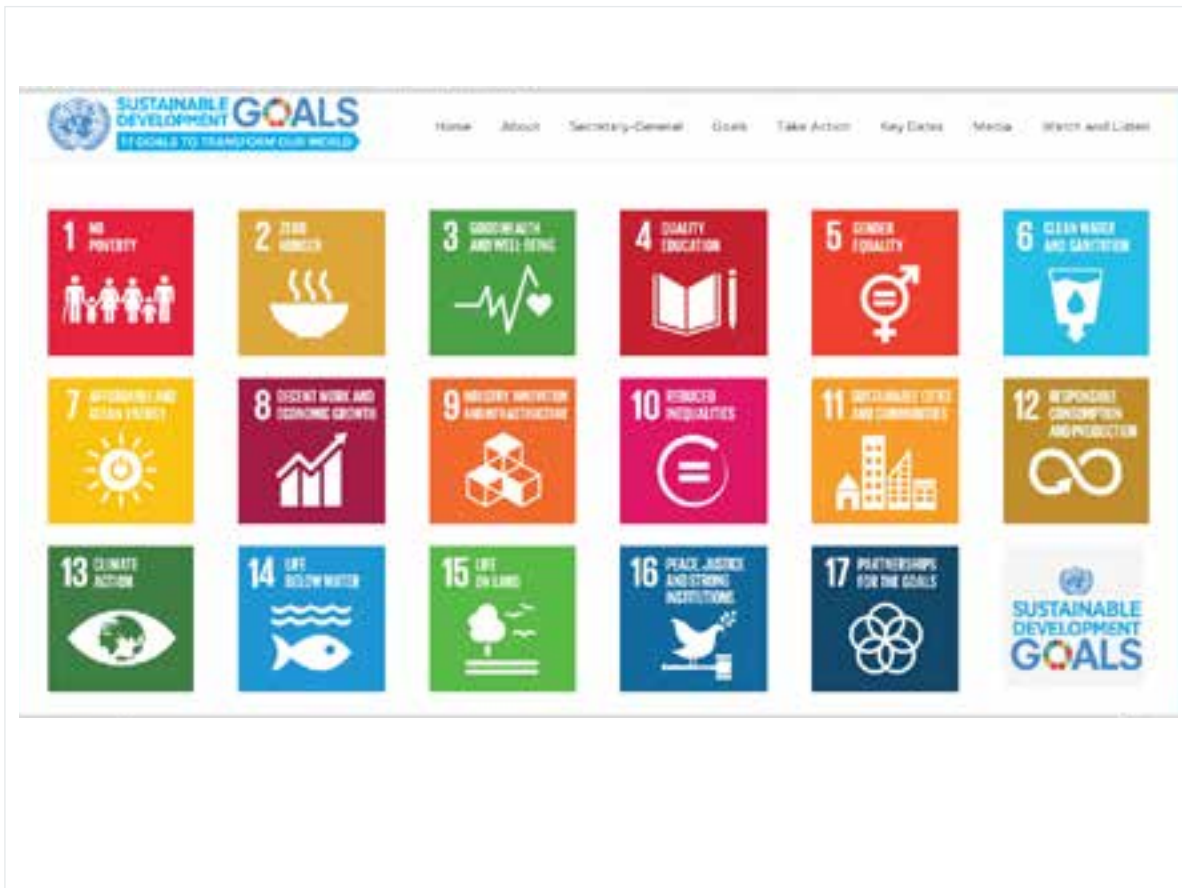 SUSTAINABLE
DEVELOPMENT GOALS
17 GOALS TO TRANSFORM OUR WORLD
Home About Secretary-General Goals Take Action Key Dates Media Watch and Listen
1 NO
POVERTY
2 ZERO
HUNGER
3 GOOD HEALTH
AND WELL-BEING
4 QUALITY
EDUCATION
5 GENDER
EQUALITY
6 CLEAN WATER
AND SANITATION
7 AFFORDABLE AND
CLEAN ENERGY
8 DECENT WORK AND
ECONOMIC GROWTH
9 INDUSTRY, INNOVATION
AND INFRASTRUCTURE
10 REDUCED
INEQUALITIES
11 SUSTAINABLE CITIES
AND COMMUNITIES
12 RESPONSIBLE
CONSUMPTION
AND PRODUCTION
13 CLIMATE
ACTION
14 LIFE
BELOW WATER
15 LIFE
ON LAND
16 PEACE, JUSTICE
AND STRONG
INSTITUTIONS
17 PARTNERSHIPS
FOR THE GOALS
SUSTAINABLE
DEVELOPMENT
GOALS